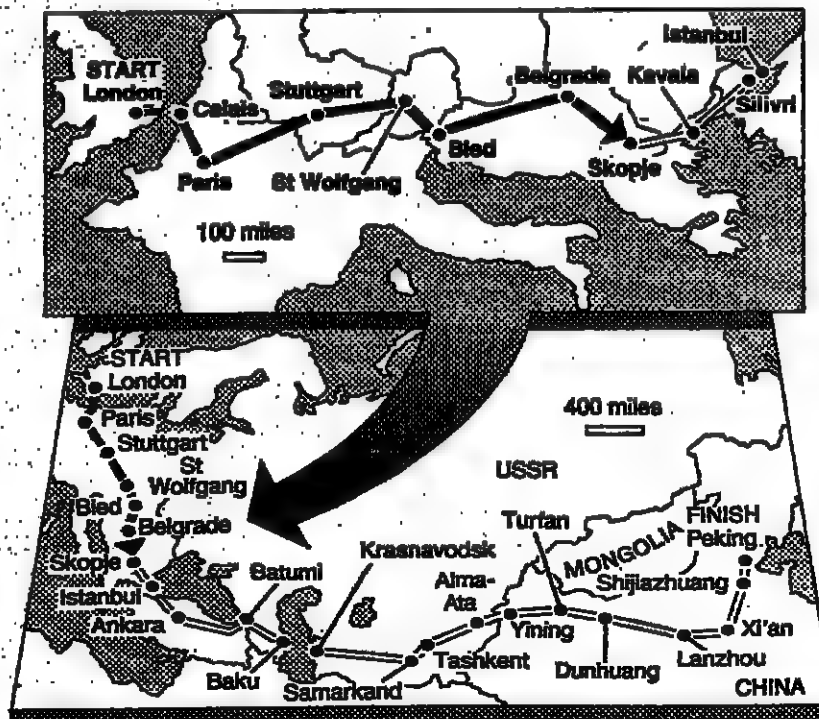 Istanbul
START
London
Calais
Stuttgart
Belgrade
Kavala
Silivri
Paris
St Wolfgang
Bled
Skopje
100 miles
START
London
Paris
Stuttgart
St
Wolfgang
Bled
Belgrade
Skopje
Istanbul
Ankara
Batumi
Baku
Krasnavodsk
Samarkand
Tashkent
Alma-
Ata
400 miles
USSR
Turfan
MONGOLIA
FINISH
Peking
Shijiazhuang
Yining
Dunhuang
Lanzhou
Xi'an
CHINA